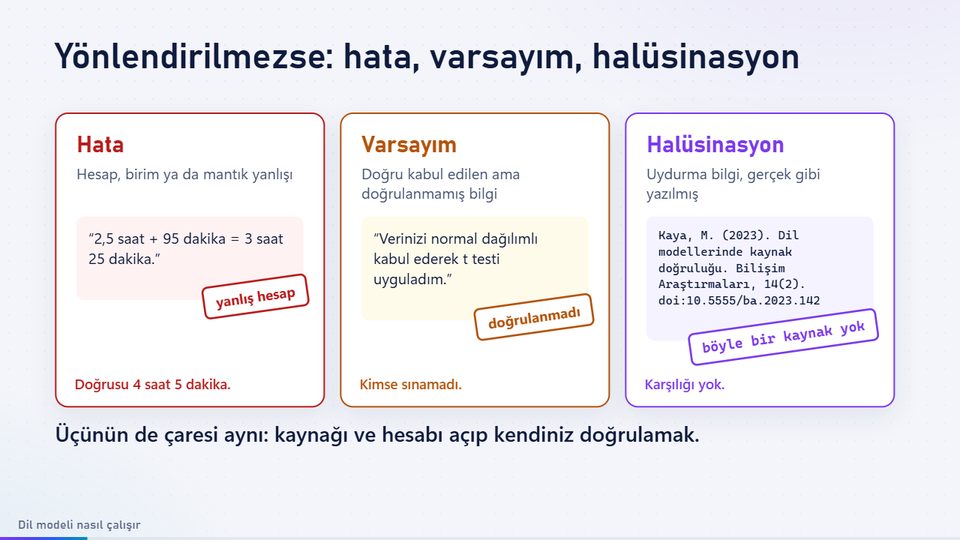 Yönlendirilmezse: hata, varsayım, halüsinasyon
Hata
Hesap, birim ya da mantık yanlışı
“2,5 saat + 95 dakika = 3 saat
25 dakika.”
yanlış hesap
Doğrusu 4 saat 5 dakika.
Varsayım
Doğru kabul edilen ama
doğrulanmamış bilgi
“Verinizi normal dağılımlı
kabul ederek t testi
uyguladım.”
doğrulanmadı
Kimse sınamadı.
Halüsinasyon
Uydurma bilgi, gerçek gibi
yazılmış
Kaya, M. (2023). Dil
modellerinde kaynak
doğruluğu. Bilişim
Araştırmaları, 14(2).
doi:10.5555/ba.2023.142
böyle bir kaynak yok
Karşılığı yok.
Üçünün de çaresi aynı: kaynağı ve hesabı açıp kendiniz doğrulamak.
Dil modeli nasıl çalışır